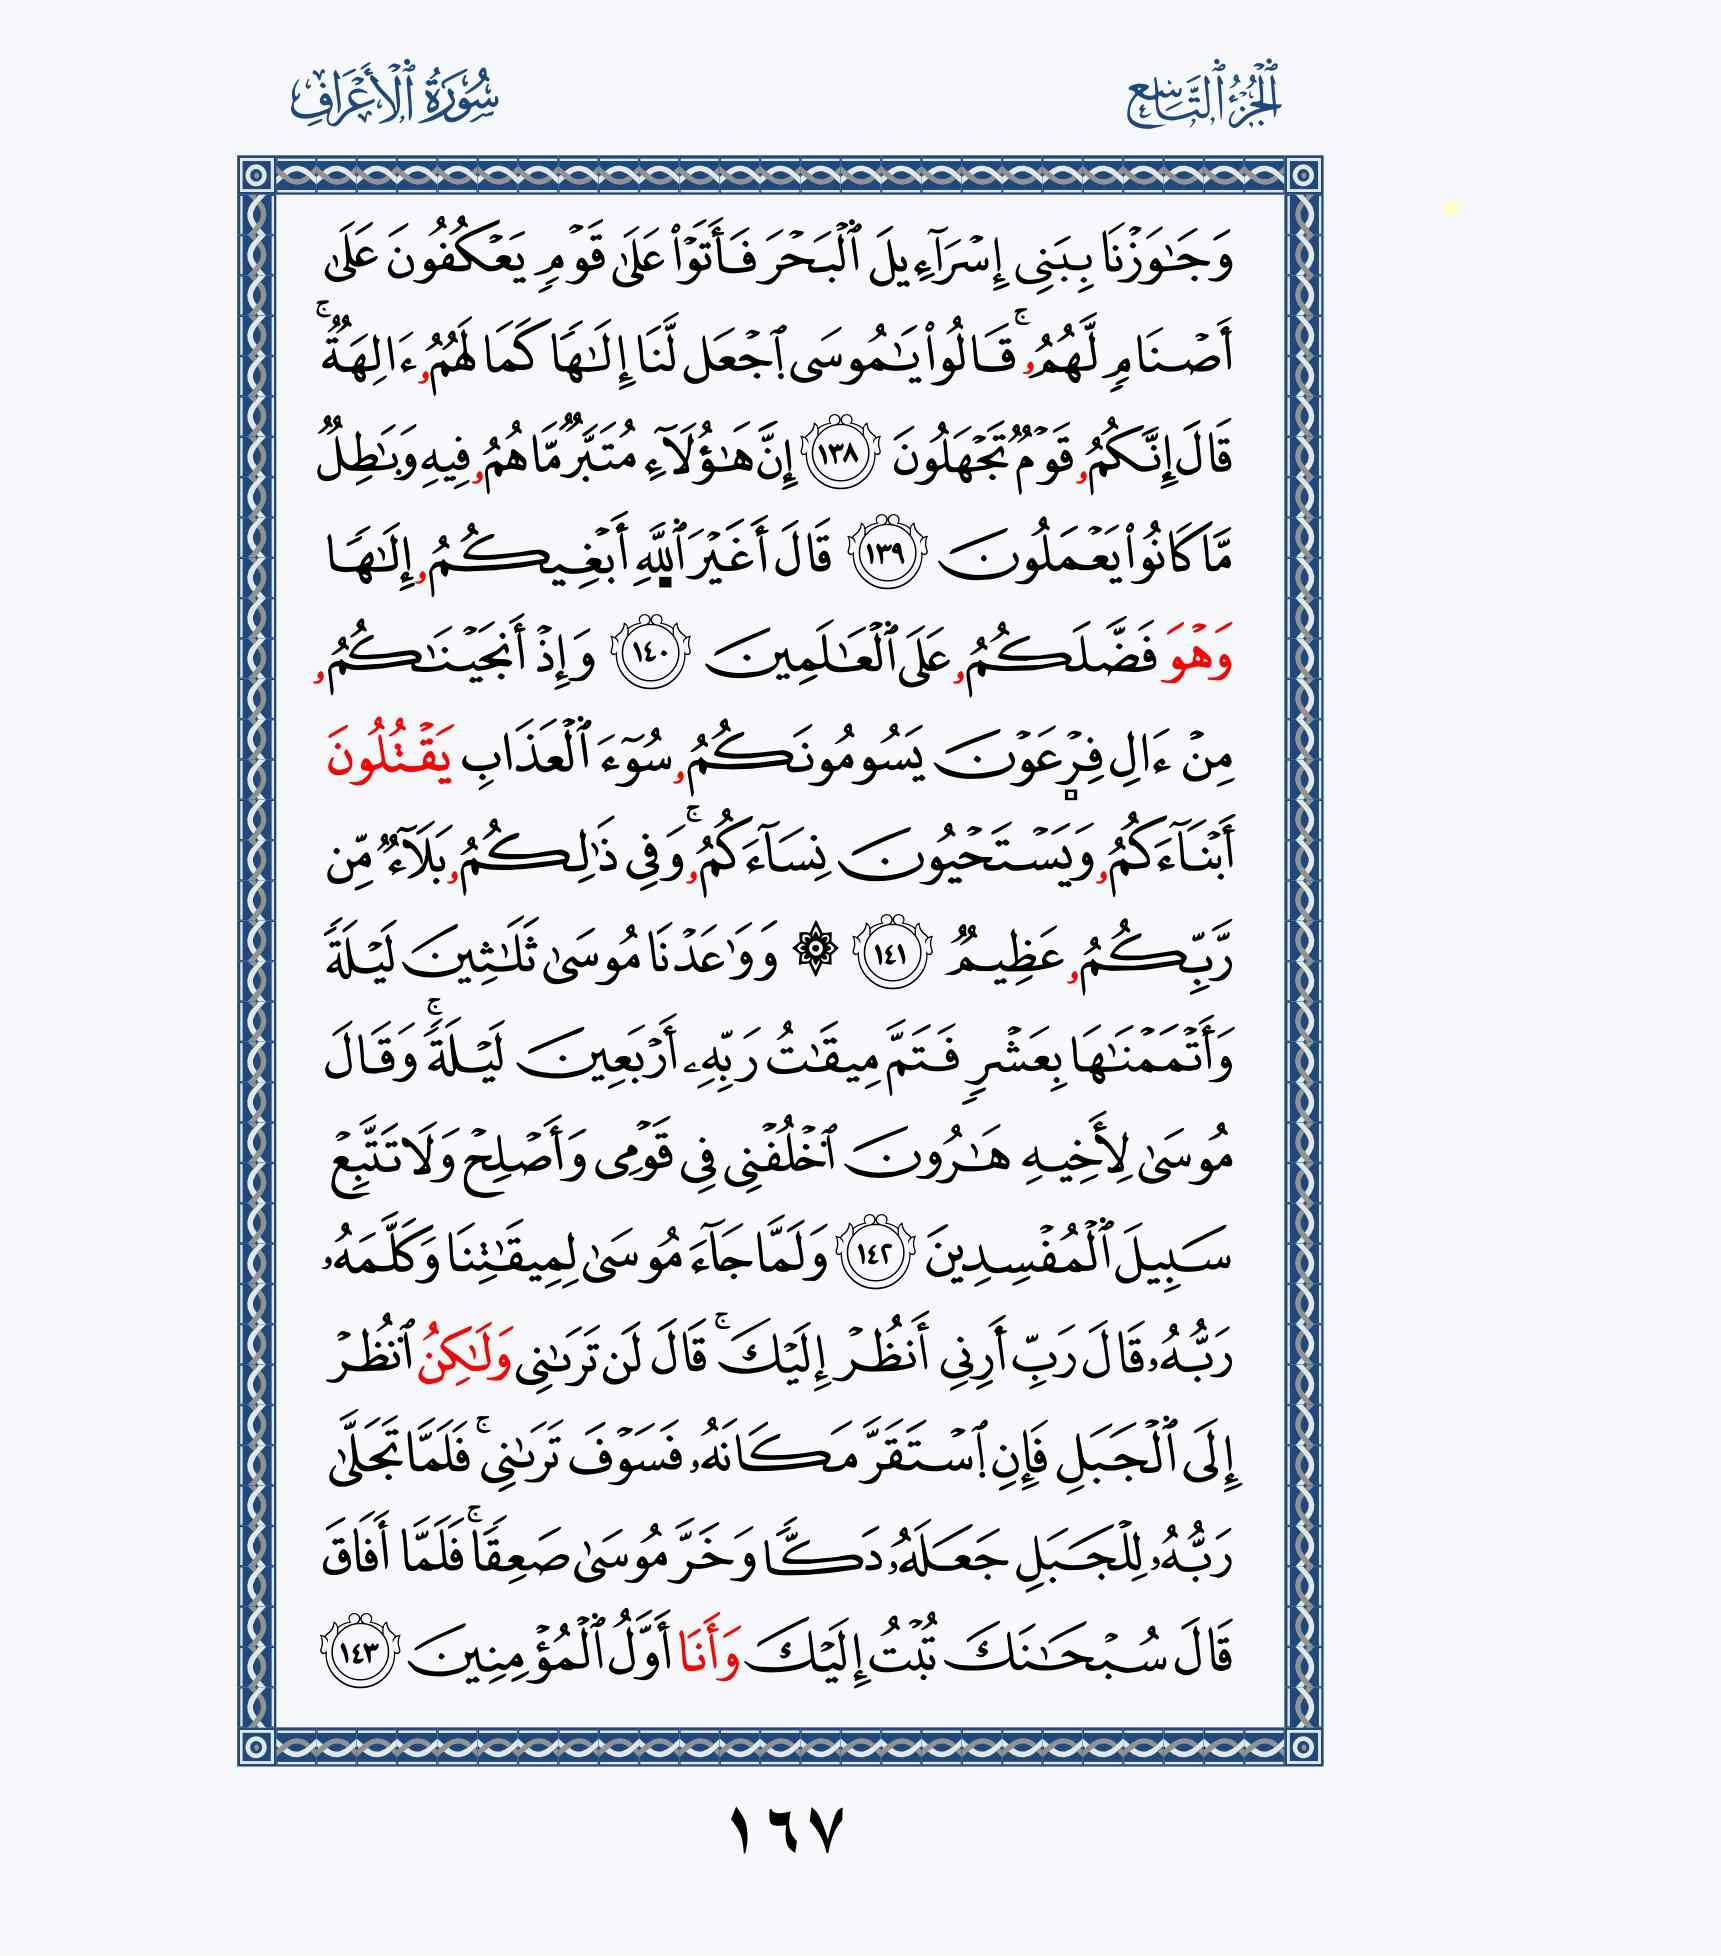 ٱلْجُزْءُ ٱلتَّاسِعُ
سُورَةُ ٱلْأَعْرَافِ
وَجَٰوَزْنَا بِبَنِى إِسْرَآءِيلَ ٱلْبَحْرَ فَأَتَوْا۟ عَلَىٰ قَوْمٍ يَعْكُفُونَ عَلَىٰ
أَصْنَامٍ لَّهُمُۥ ۚ قَالُوا۟ يَٰمُوسَى ٱجْعَل لَّنَا إِلَٰهًا كَمَا لَهُمُۥ ءَالِهَةٌ ۚ
قَالَ إِنَّكُمُۥ قَوْمٌ تَجْهَلُونَ ١٣٨ إِنَّ هَٰؤُلَآءِ مُتَبَّرٌ مَّا هُمُۥ فِيهِ وَبَٰطِلٌ
مَّا كَانُوا۟ يَعْمَلُونَ ١٣٩ قَالَ أَغَيْرَ ٱللَّهِ أَبْغِيكُمُۥ إِلَٰهًا
وَهْوَ فَضَّلَكُمُۥ عَلَى ٱلْعَٰلَمِينَ ١٤٠ وَإِذْ أَنجَيْنَٰكُمُۥ
مِنْ ءَالِ فِرْعَوْنَ يَسُومُونَكُمُۥ سُوٓءَ ٱلْعَذَابِ يَقْتُلُونَ
أَبْنَآءَكُمُۥ وَيَسْتَحْيُونَ نِسَآءَكُمُۥ ۚ وَفِى ذَٰلِكُمُۥ بَلَآءٌ مِّن
رَّبِّكُمُۥ عَظِيمٌ ١٤١ ۞ وَوَٰعَدْنَا مُوسَىٰ ثَلَٰثِينَ لَيْلَةً
وَأَتْمَمْنَٰهَا بِعَشْرٍ فَتَمَّ مِيقَٰتُ رَبِّهِۦ أَرْبَعِينَ لَيْلَةً ۚ وَقَالَ
مُوسَىٰ لِأَخِيهِ هَٰرُونَ ٱخْلُفْنِى فِى قَوْمِى وَأَصْلِحْ وَلَا تَتَّبِعْ
سَبِيلَ ٱلْمُفْسِدِينَ ١٤٢ وَلَمَّا جَآءَ مُوسَىٰ لِمِيقَٰتِنَا وَكَلَّمَهُۥ
رَبُّهُۥ قَالَ رَبِّ أَرِنِى أَنظُرْ إِلَيْكَ ۚ قَالَ لَن تَرَىٰنِى وَلَٰكِنُ ٱنظُرْ
إِلَى ٱلْجَبَلِ فَإِنِ ٱسْتَقَرَّ مَكَانَهُۥ فَسَوْفَ تَرَىٰنِى ۚ فَلَمَّا تَجَلَّىٰ
رَبُّهُۥ لِلْجَبَلِ جَعَلَهُۥ دَكًّا وَخَرَّ مُوسَىٰ صَعِقًا ۚ فَلَمَّا أَفَاقَ
قَالَ سُبْحَٰنَكَ تُبْتُ إِلَيْكَ وَأَنَا أَوَّلُ ٱلْمُؤْمِنِينَ ١٤٣
١٦٧